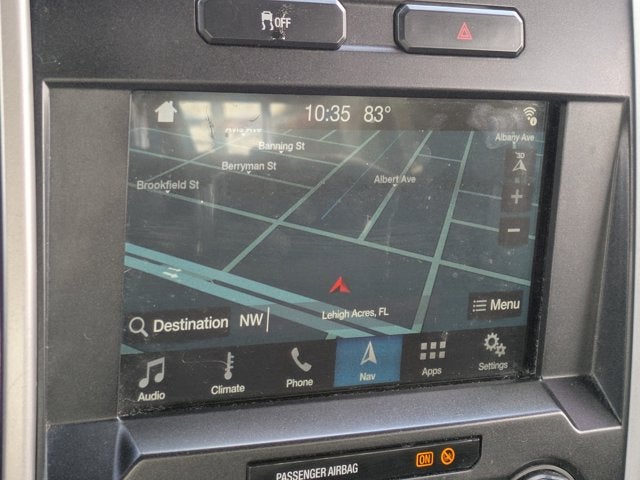 OFF
10:35 83°
Albany Ave
Banning St
Berryman St
3D
Albert Ave
Brookfield St
+
−
Lehigh Acres, FL
Menu
Destination NW
Audio Climate Phone Nav Apps Settings
PASSENGER AIRBAG ON